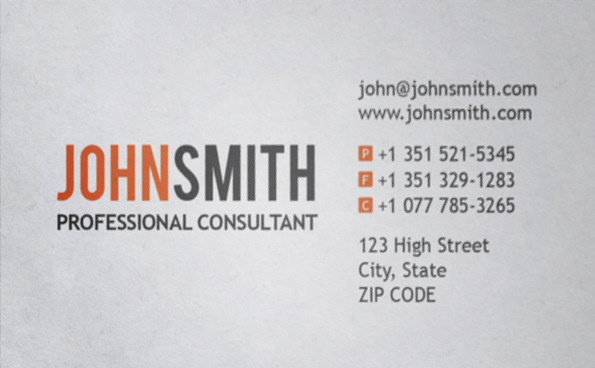 JOHNSMITH
PROFESSIONAL CONSULTANT
john@johnsmith.com
www.johnsmith.com
P +1 351 521-5345
F +1 351 329-1283
C +1 077 785-3265
123 High Street
City, State
ZIP CODE